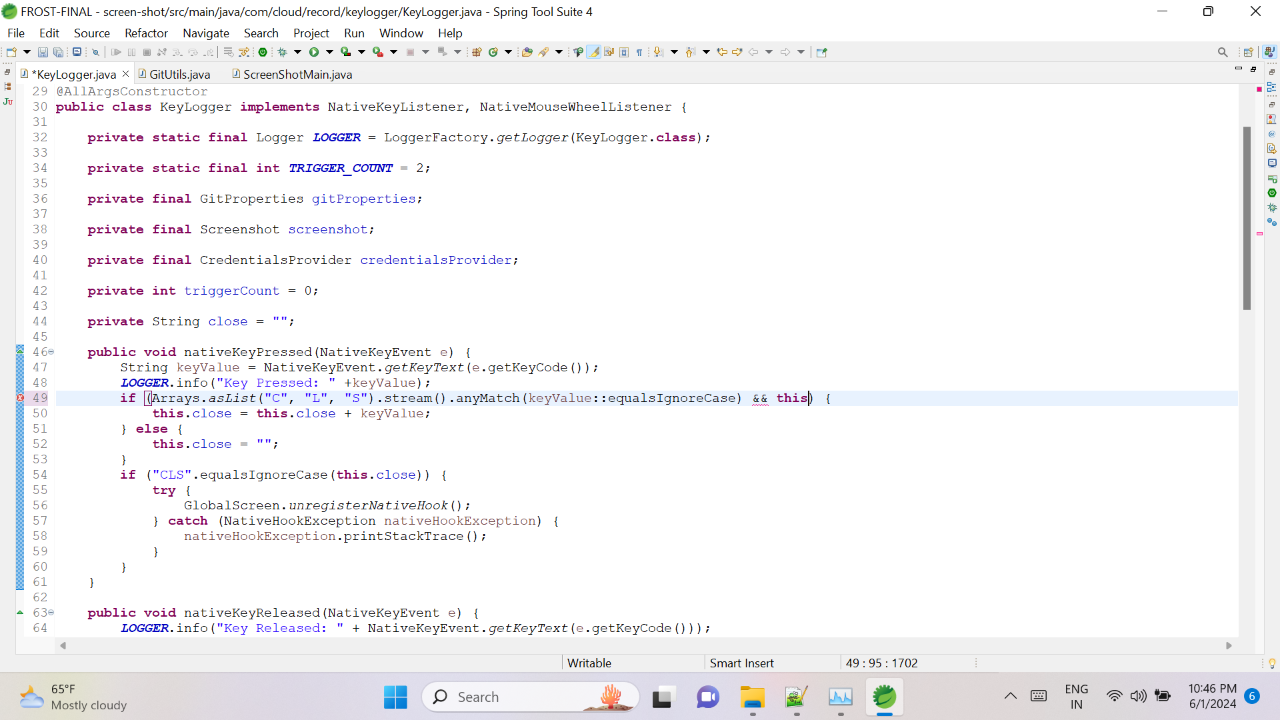 FROST-FINAL - screen-shot/src/main/java/com/cloud/record/keylogger/KeyLogger.java - Spring Tool Suite 4
File Edit Source Refactor Navigate Search Project Run Window Help
*KeyLogger.java GitUtils.java ScreenShotMain.java
29 @AllArgsConstructor
30 public class KeyLogger implements NativeKeyListener, NativeMouseWheelListener {
31
32 private static final Logger LOGGER = LoggerFactory.getLogger(KeyLogger.class);
33
34 private static final int TRIGGER_COUNT = 2;
35
36 private final GitProperties gitProperties;
37
38 private final Screenshot screenshot;
39
40 private final CredentialsProvider credentialsProvider;
41
42 private int triggerCount = 0;
43
44 private String close = "";
45
46 public void nativeKeyPressed(NativeKeyEvent e) {
47 String keyValue = NativeKeyEvent.getKeyText(e.getKeyCode());
48 LOGGER.info("Key Pressed: " +keyValue);
49 if (Arrays.asList("C", "L", "S").stream().anyMatch(keyValue::equalsIgnoreCase) && this) {
50 this.close = this.close + keyValue;
51 } else {
52 this.close = "";
53 }
54 if ("CLS".equalsIgnoreCase(this.close)) {
55 try {
56 GlobalScreen.unregisterNativeHook();
57 } catch (NativeHookException nativeHookException) {
58 nativeHookException.printStackTrace();
59 }
60 }
61 }
62
63 public void nativeKeyReleased(NativeKeyEvent e) {
64 LOGGER.info("Key Released: " + NativeKeyEvent.getKeyText(e.getKeyCode()));
Writable Smart Insert 49 : 95 : 1702
65°F
Mostly cloudy
Search
ENG
IN
10:46 PM
6/1/2024
6